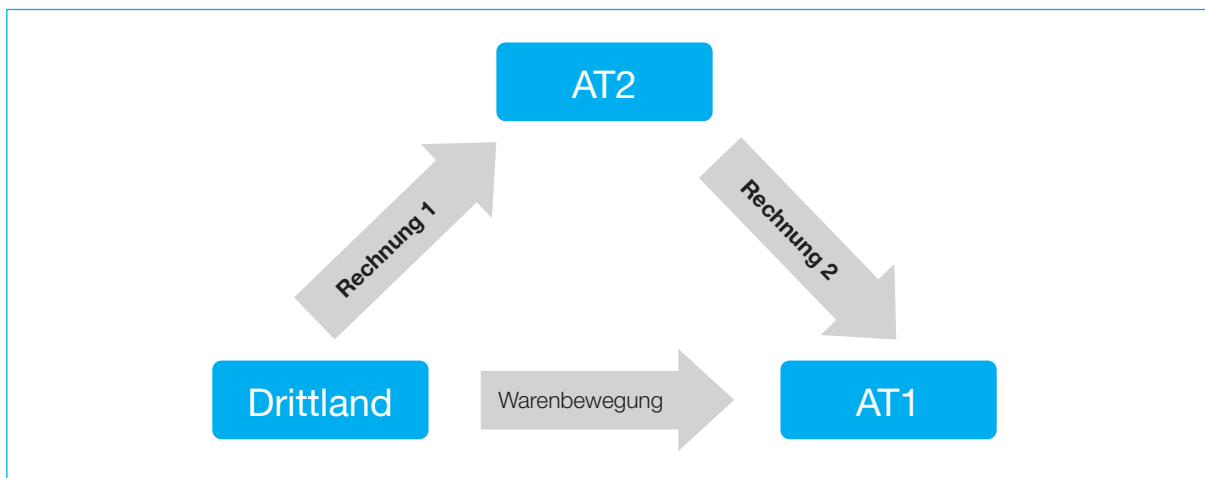 AT2
Rechnung 1
Rechnung 2
Drittland
Warenbewegung
AT1